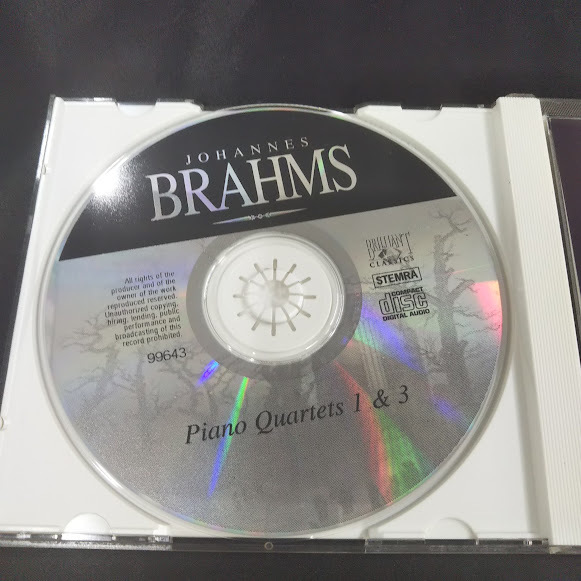 JOHANNES
BRAHMS
BRILLIANT
CLASSICS
STEMRA
COMPACT
disc
DIGITAL AUDIO
All rights of the
producer and of the
owner of the work
reproduced reserved.
Unauthorized copying,
hiring, lending, public
performance and
broadcasting of this
record prohibited.
99643
Piano Quartets 1 & 3